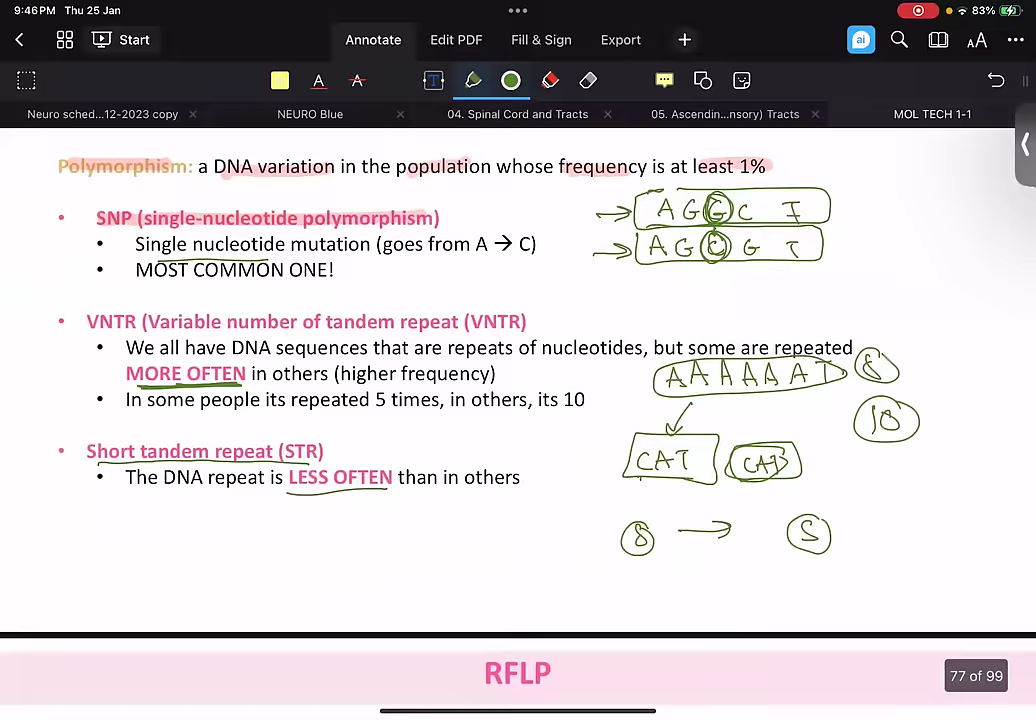 9:46 PM Thu 25 Jan
83%
Start
Annotate
Edit PDF
Fill & Sign
Export
Neuro sched...12-2023 copy
NEURO Blue
04. Spinal Cord and Tracts
05. Ascendin...nsory) Tracts
MOL TECH 1-1
Polymorphism: a DNA variation in the population whose frequency is at least 1%
• SNP (single-nucleotide polymorphism)
A G G C T
• Single nucleotide mutation (goes from A → C)
A G C G T
• MOST COMMON ONE!
• VNTR (Variable number of tandem repeat (VNTR)
• We all have DNA sequences that are repeats of nucleotides, but some are repeated
MORE OFTEN in others (higher frequency)
A A A A A A T
8
• In some people its repeated 5 times, in others, its 10
10
• Short tandem repeat (STR)
CAT
CAT
• The DNA repeat is LESS OFTEN than in others
8 → 5
RFLP
77 of 99